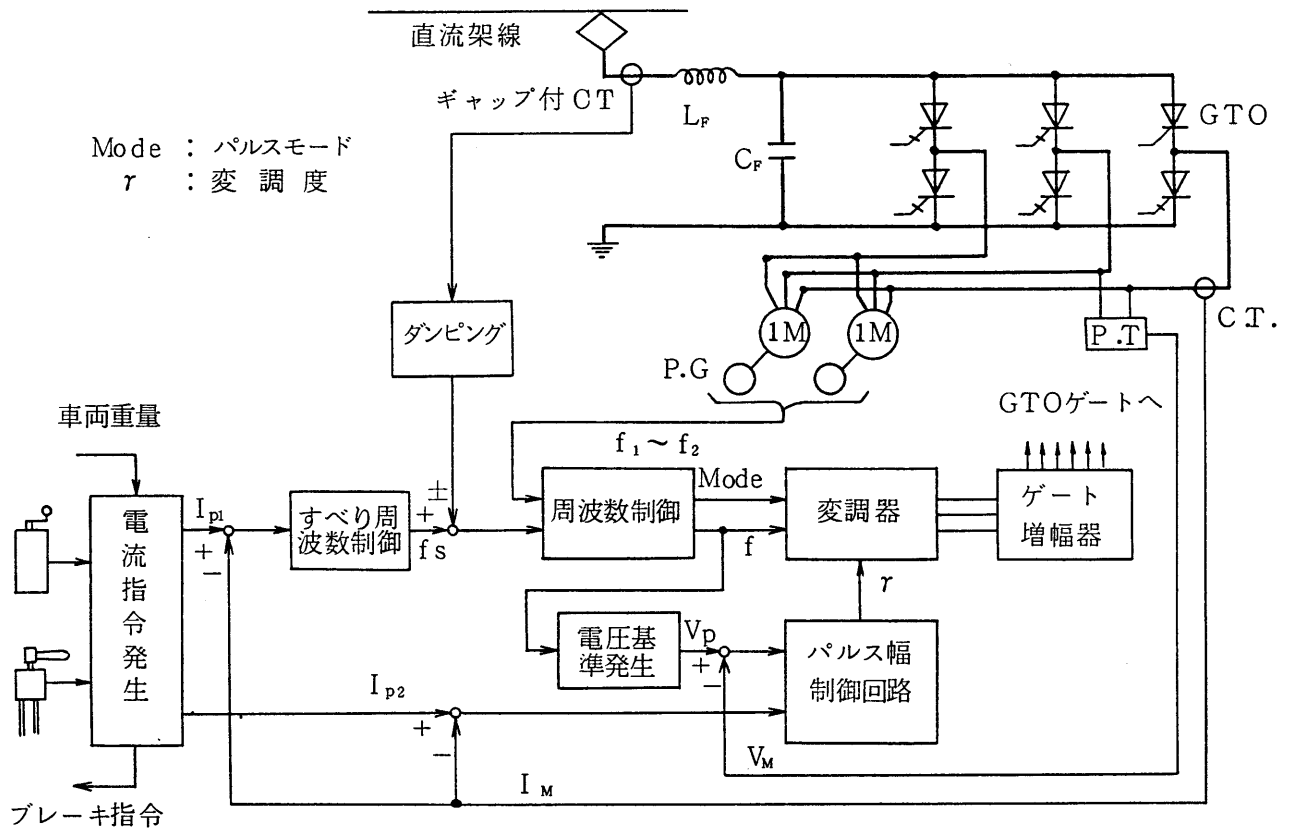 直流架線
ギャップ付CT
L_F
GTO
Mode : パルスモード
γ : 変調度
C_F
ダンピング
1M
1M
P.G
P.T
C.T.
GTOゲートへ
車両重量
f₁〜f₂
電流指令発生
I_p1
+
−
すべり周
波数制御
+
fs
±
周波数制御
Mode
f
変調器
ゲート
増幅器
γ
電圧基
準発生
Vp
+
−
パルス幅
制御回路
I_p2
+
−
V_M
I_M
ブレーキ指令